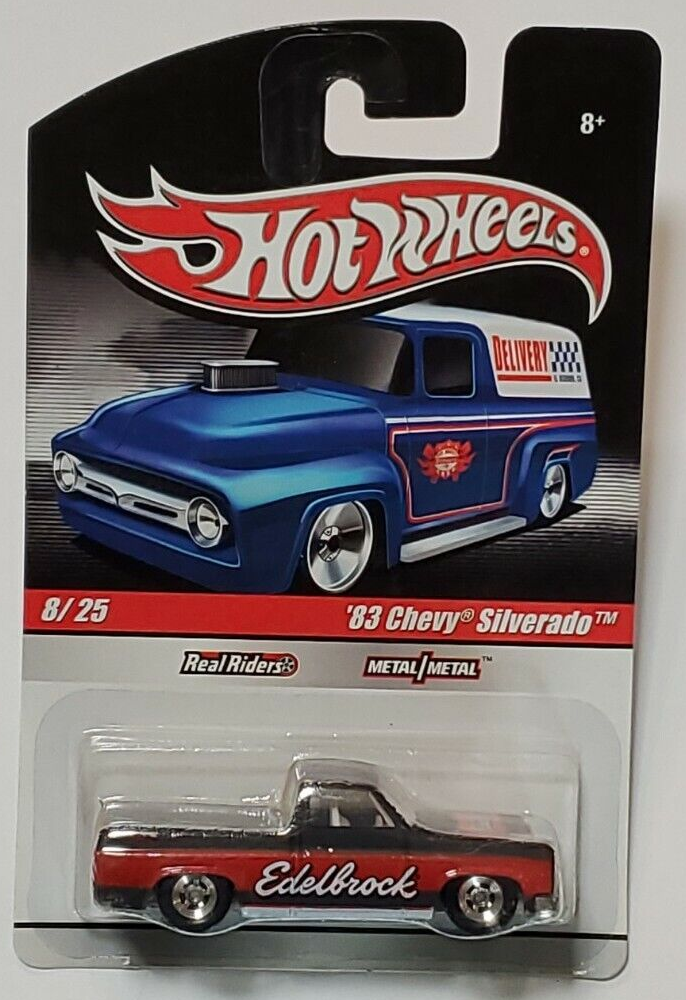 8+
Hot Wheels®
DELIVERY
8/25
'83 Chevy® Silverado™
Real Riders
METAL/METAL™
Edelbrock